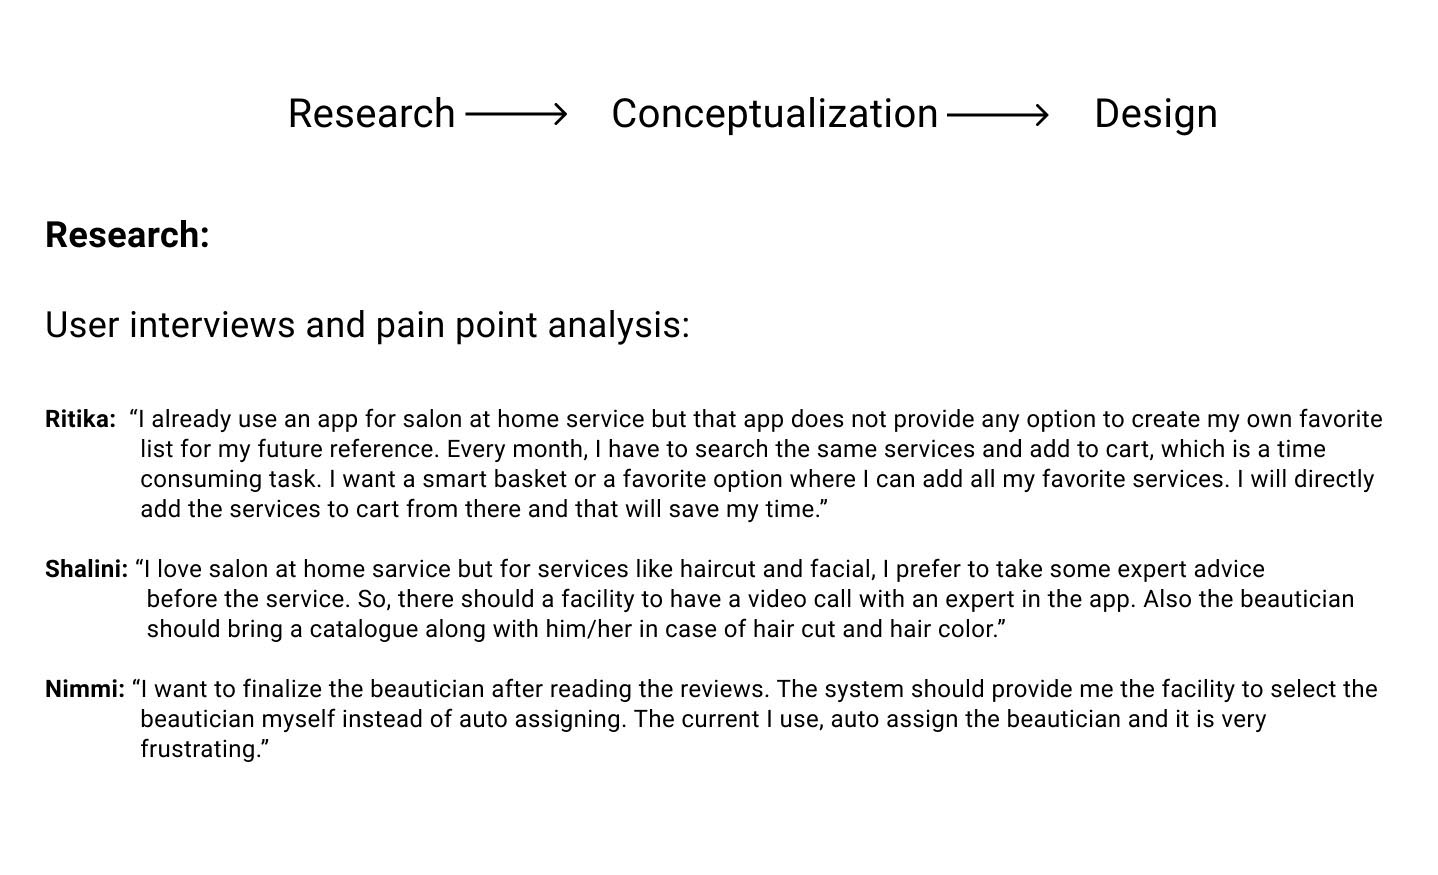 Research → Conceptualization → Design
Research:
User interviews and pain point analysis:
Ritika: “I already use an app for salon at home service but that app does not provide any option to create my own favorite
list for my future reference. Every month, I have to search the same services and add to cart, which is a time
consuming task. I want a smart basket or a favorite option where I can add all my favorite services. I will directly
add the services to cart from there and that will save my time.”
Shalini: “I love salon at home sarvice but for services like haircut and facial, I prefer to take some expert advice
before the service. So, there should a facility to have a video call with an expert in the app. Also the beautician
should bring a catalogue along with him/her in case of hair cut and hair color.”
Nimmi: “I want to finalize the beautician after reading the reviews. The system should provide me the facility to select the
beautician myself instead of auto assigning. The current I use, auto assign the beautician and it is very
frustrating.”